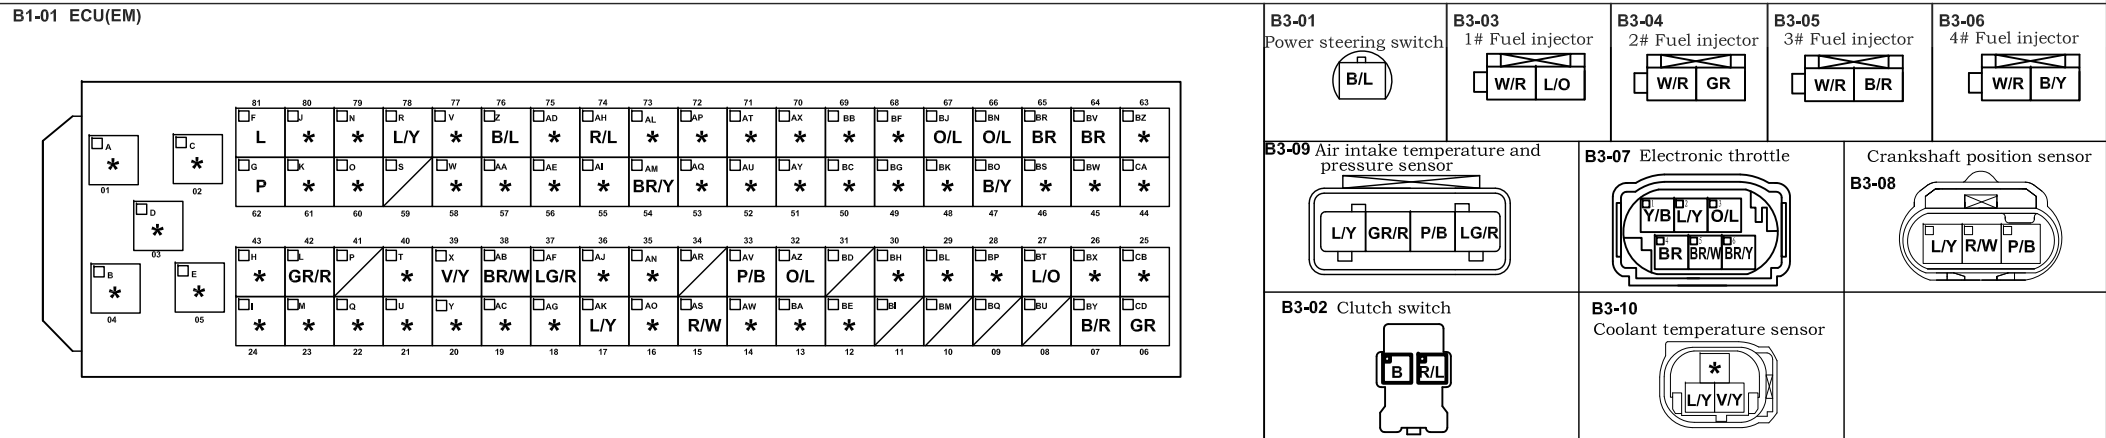 B1-01 ECU(EM)
81 80 79 78 77 76 75 74 73 72 71 70 69 68 67 66 65 64 63
F J N R V Z AD AH AL AP AT AX BB BF BJ BN BR BV BZ
L * * L/Y * B/L * R/L * * * * * * O/L O/L BR BR *
G K O S W AA AE AI AM AQ AU AY BC BG BK BO BS BW CA
P * * * * * * BR/Y * * * * * * B/Y * * *
62 61 60 59 58 57 56 55 54 53 52 51 50 49 48 47 46 45 44
A
*
01
C
*
02
D
*
03
B
*
04
E
*
05
43 42 41 40 39 38 37 36 35 34 33 32 31 30 29 28 27 26 25
H L P T X AB AF AJ AN AR AV AZ BD BH BL BP BT BX CB
* GR/R * V/Y BR/W LG/R * * P/B O/L * * * L/O * *
I M Q U Y AC AG AK AO AS AW BA BE BI BM BQ BU BY CD
* * * * * * * L/Y * R/W * * * B/R GR
24 23 22 21 20 19 18 17 16 15 14 13 12 11 10 09 08 07 06
B3-01
Power steering switch
B/L
B3-03
1# Fuel injector
W/R L/O
B3-04
2# Fuel injector
W/R GR
B3-05
3# Fuel injector
W/R B/R
B3-06
4# Fuel injector
W/R B/Y
B3-09 Air intake temperature and
pressure sensor
L/Y GR/R P/B LG/R
B3-07 Electronic throttle
1 2 3
Y/B L/Y O/L
4 5 6
BR BR/W BR/Y
Crankshaft position sensor
B3-08
L/Y R/W P/B
B3-02 Clutch switch
B R/L
B3-10
Coolant temperature sensor
*
L/Y V/Y